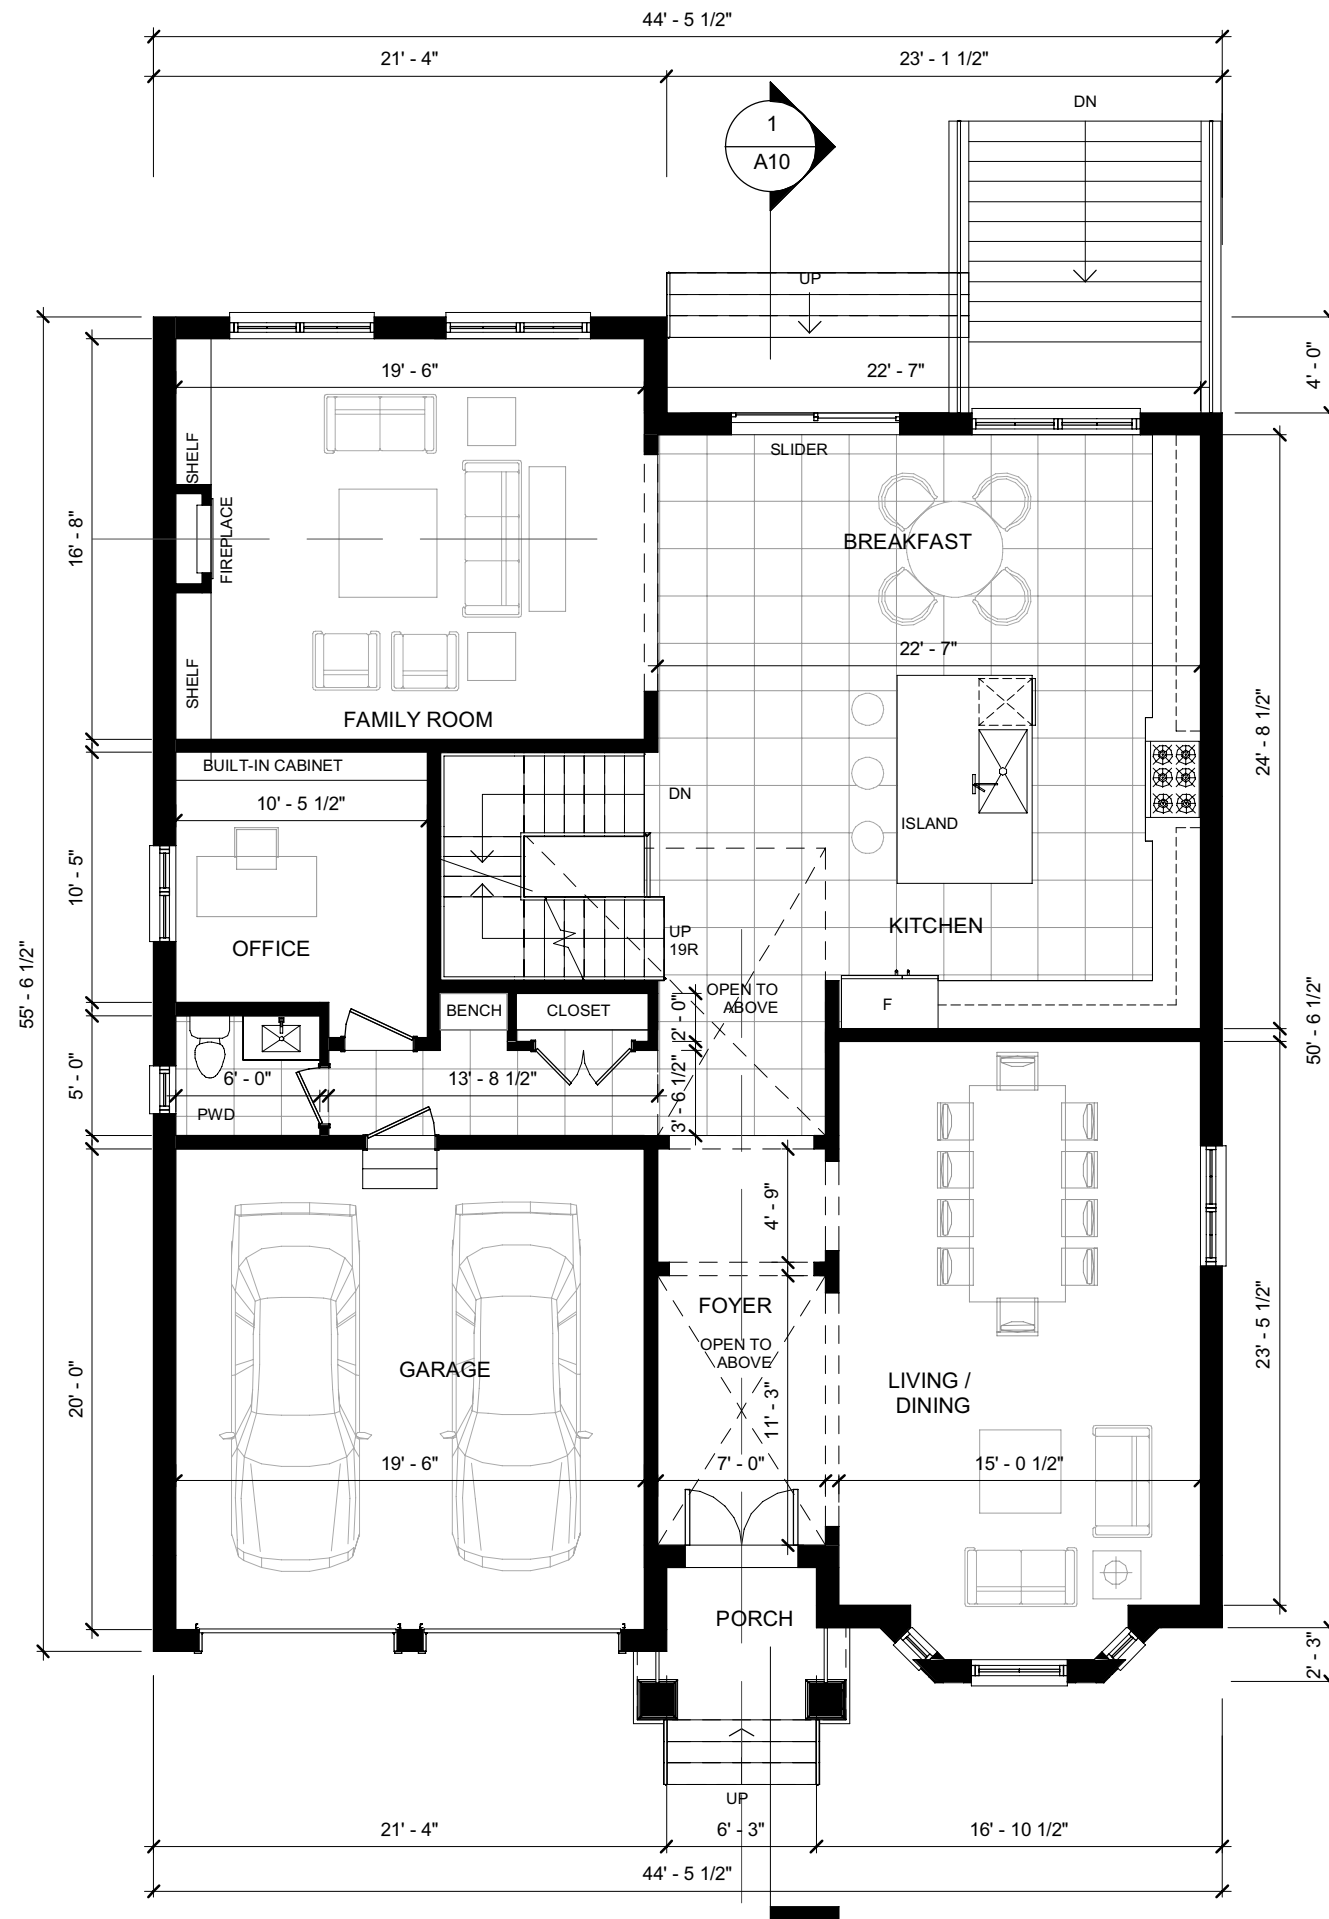 44' - 5 1/2"
21' - 4"
23' - 1 1/2"
1
A10
DN
UP
4' - 0"
19' - 6"
22' - 7"
SHELF
SLIDER
BREAKFAST
FIREPLACE
16' - 8"
22' - 7"
SHELF
FAMILY ROOM
24' - 8 1/2"
BUILT-IN CABINET
10' - 5 1/2"
DN
ISLAND
10' - 5"
OFFICE
KITCHEN
UP
19R
55' - 6 1/2"
OPEN TO
ABOVE
F
BENCH
CLOSET
2' - 0"
50' - 6 1/2"
5' - 0"
6' - 0"
13' - 8 1/2"
3' - 6 1/2"
PWD
4' - 9"
FOYER
OPEN TO
ABOVE
GARAGE
20' - 0"
23' - 5 1/2"
LIVING /
DINING
11' - 3"
19' - 6"
7' - 0"
15' - 0 1/2"
PORCH
2' - 3"
UP
21' - 4"
6' - 3"
16' - 10 1/2"
44' - 5 1/2"